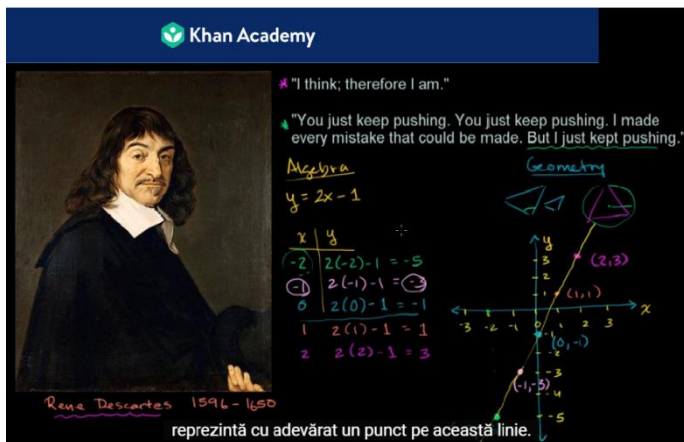 Khan Academy
* "I think; therefore I am."
* "You just keep pushing. You just keep pushing. I made
every mistake that could be made. But I just kept pushing."
Algebra
y = 2x - 1
x y
-2 2(-2)-1 = -5
-1 2(-1)-1 = -3
0 2(0)-1 = -1
1 2(1)-1 = 1
2 2(2)-1 = 3
Geometry
y
3
2
1
(2,3)
(1,1)
x
-3 -2 -1 0 1 2 3
-1
(0,-1)
-2
-3
(-1,-3)
-4
-5
Rene Descartes 1596-1650
reprezintă cu adevărat un punct pe această linie.